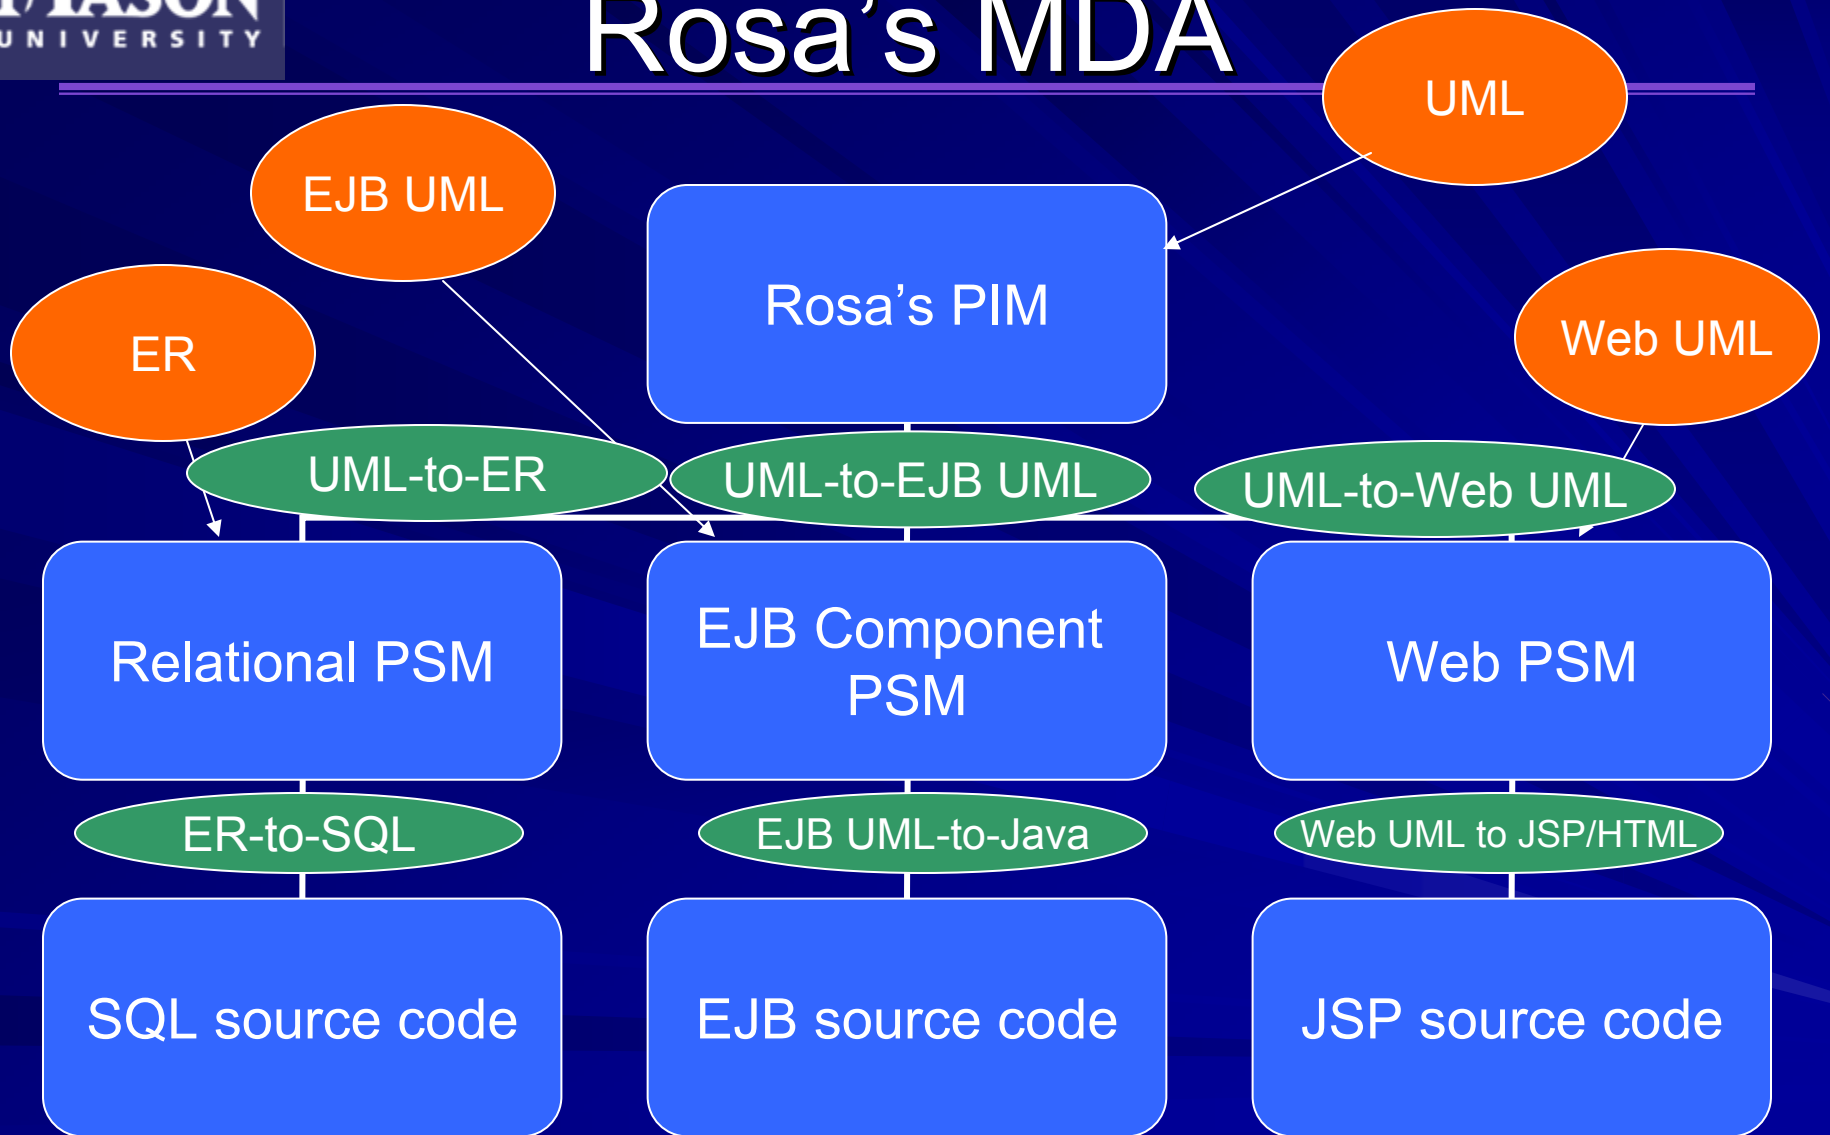 MASON
UNIVERSITY
Rosa’s MDA
UML
EJB UML
Rosa’s PIM
ER
Web UML
UML-to-ER
UML-to-EJB UML
UML-to-Web UML
Relational PSM
EJB Component
PSM
Web PSM
ER-to-SQL
EJB UML-to-Java
Web UML to JSP/HTML
SQL source code
EJB source code
JSP source code